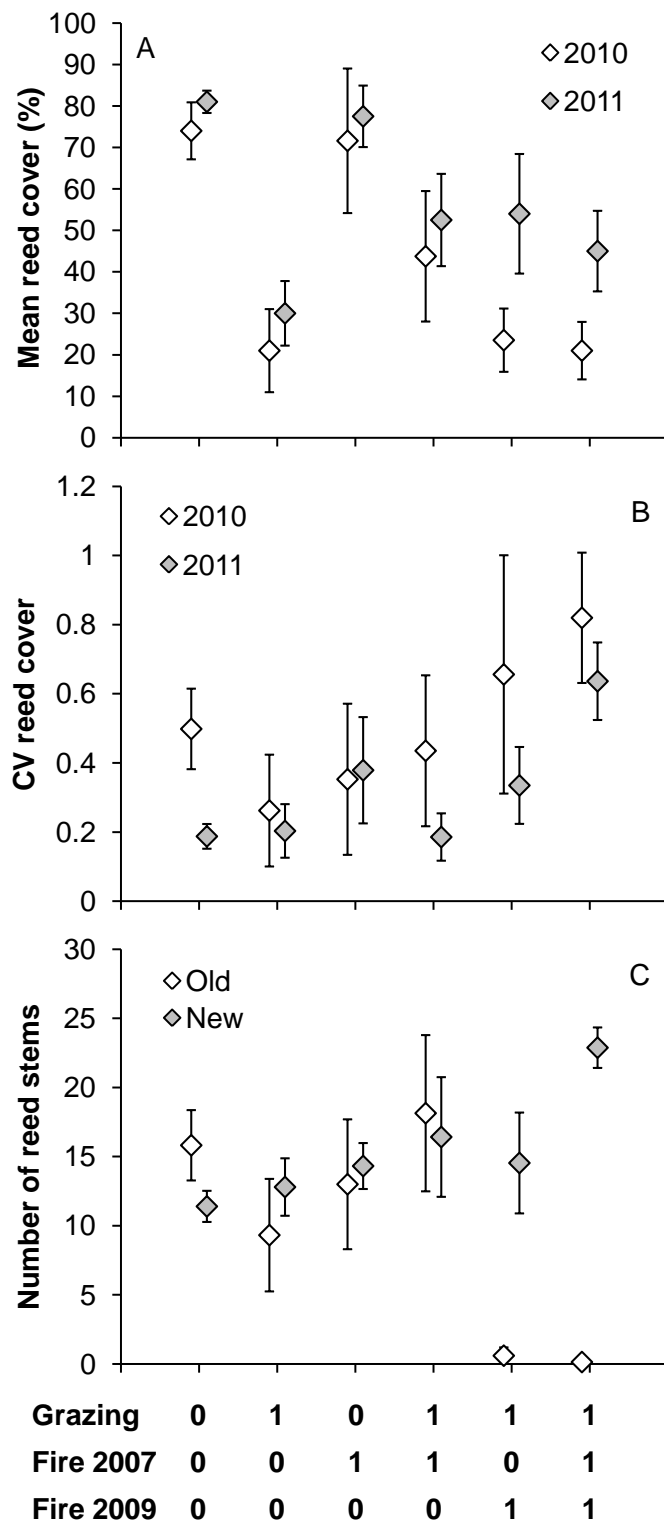 A
2010
2011
Mean reed cover (%)
100
90
80
70
60
50
40
30
20
10
0
B
2010
2011
CV reed cover
1.2
1
0.8
0.6
0.4
0.2
0
C
Old
New
Number of reed stems
30
25
20
15
10
5
0
Grazing 0 1 0 1 1 1
Fire 2007 0 0 1 1 0 1
Fire 2009 0 0 0 0 1 1